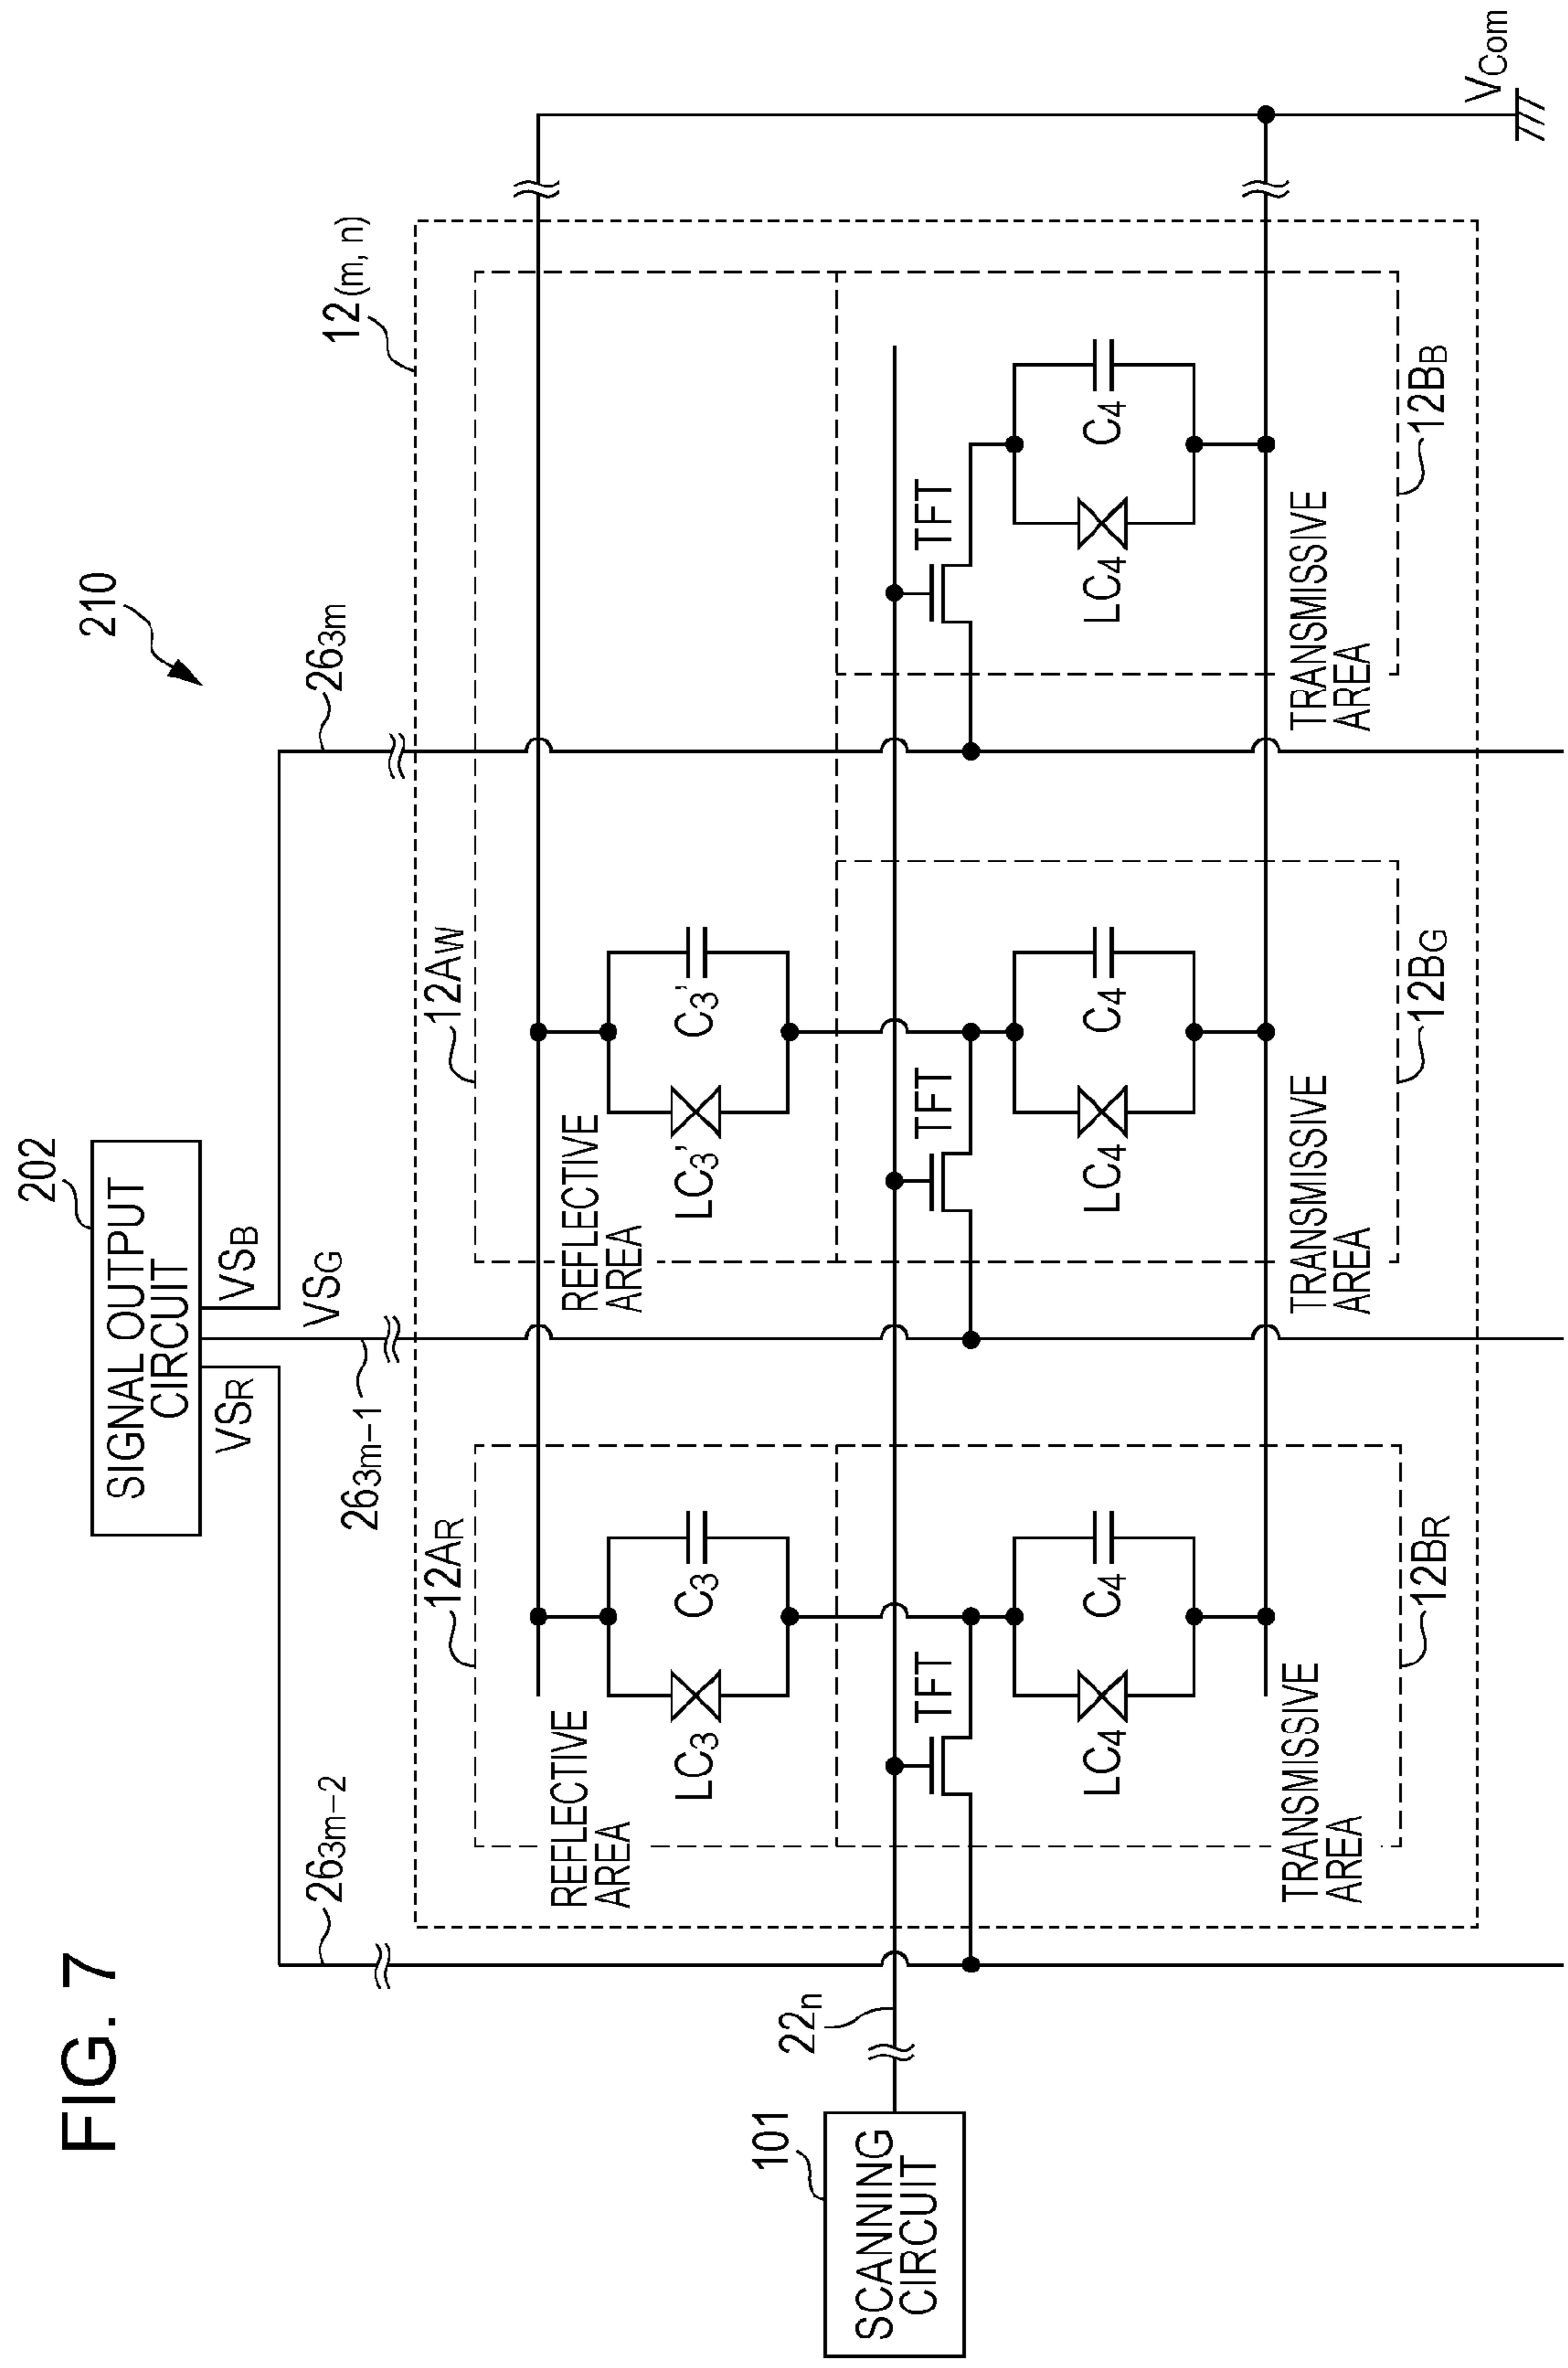 FIG. 7
210
202
SIGNAL OUTPUT
CIRCUIT
VSR
VSG
VSB
263m−2
263m−1
263m
12(m, n)
12AR
12AW
REFLECTIVE
AREA
LC3
C3
REFLECTIVE
AREA
LC3'
C3'
101
SCANNING
CIRCUIT
22n
TFT
TFT
TFT
LC4
C4
LC4
C4
LC4
C4
TRANSMISSIVE
AREA
TRANSMISSIVE
AREA
TRANSMISSIVE
AREA
12BR
12BG
12BB
VCom